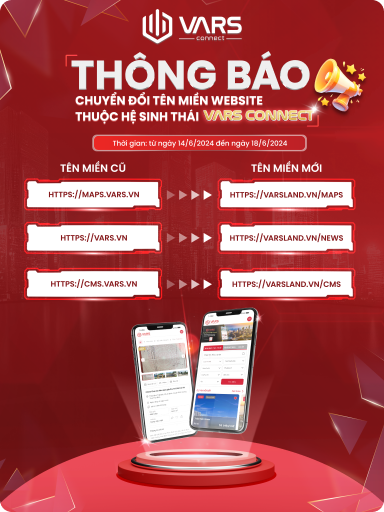 VARS
connect
THÔNG BÁO
CHUYỂN ĐỔI TÊN MIỀN WEBSITE
THUỘC HỆ SINH THÁI VARS CONNECT
Thời gian: từ ngày 14/6/2024 đến ngày 18/6/2024
TÊN MIỀN CŨ
TÊN MIỀN MỚI
HTTPS://MAPS.VARS.VN
HTTPS://VARSLAND.VN/MAPS
HTTPS://VARS.VN
HTTPS://VARSLAND.VN/NEWS
HTTPS://CMS.VARS.VN
HTTPS://VARSLAND.VN/CMS